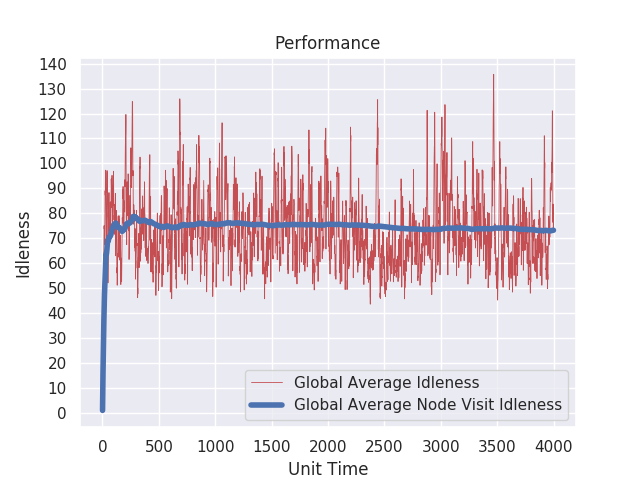 Performance
140
130
120
110
100
90
80
70
60
50
40
30
20
10
0
Idleness
Global Average Idleness
Global Average Node Visit Idleness
0 500 1000 1500 2000 2500 3000 3500 4000
Unit Time